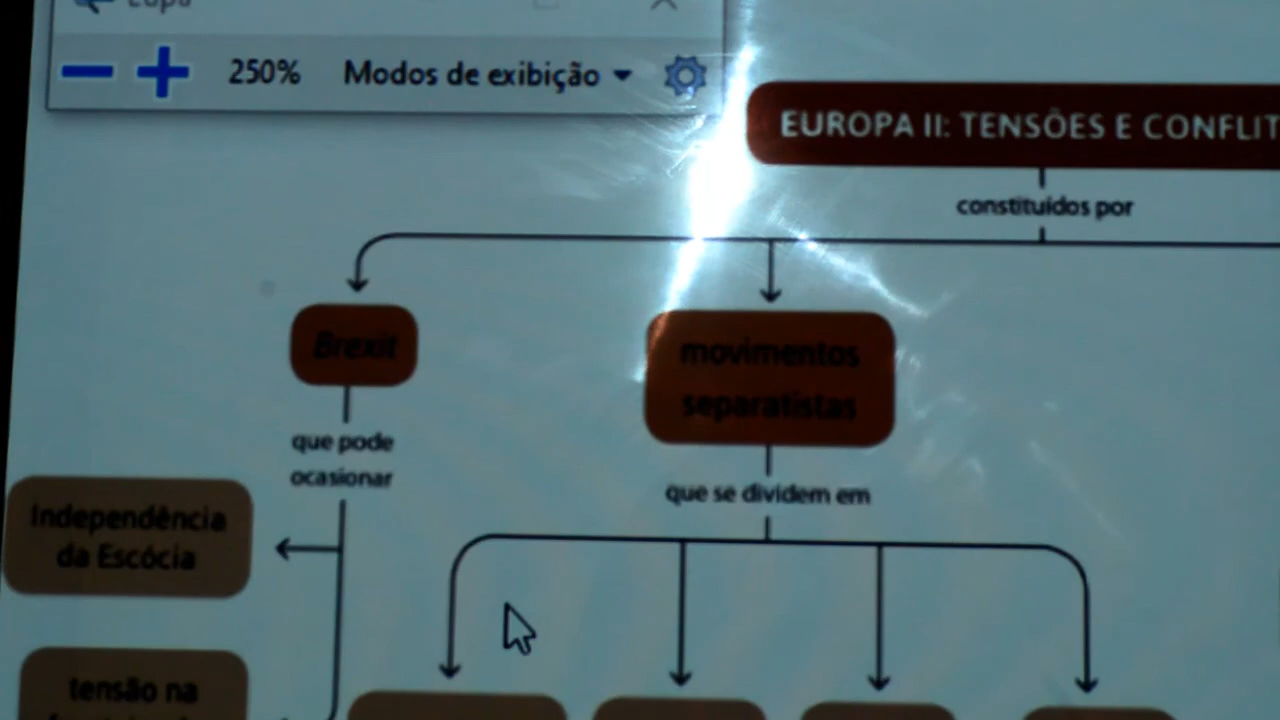 Lupa
250% Modos de exibição
EUROPA II: TENSÕES E CONFLIT
constituídos por
Brexit
movimentos
separatistas
que pode
ocasionar
que se dividem em
Independência
da Escócia
tensão na